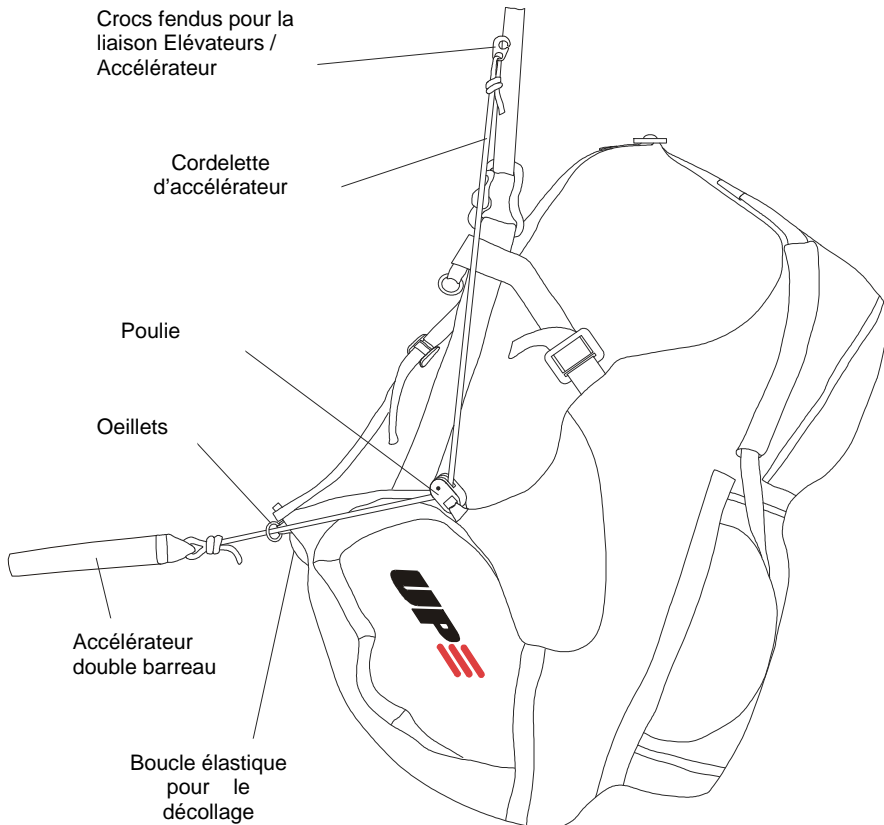 Crocs fendus pour la
liaison Elévateurs /
Accélérateur
Cordelette
d'accélérateur
Poulie
Oeillets
UP
Accélérateur
double barreau
Boucle élastique
pour le
décollage